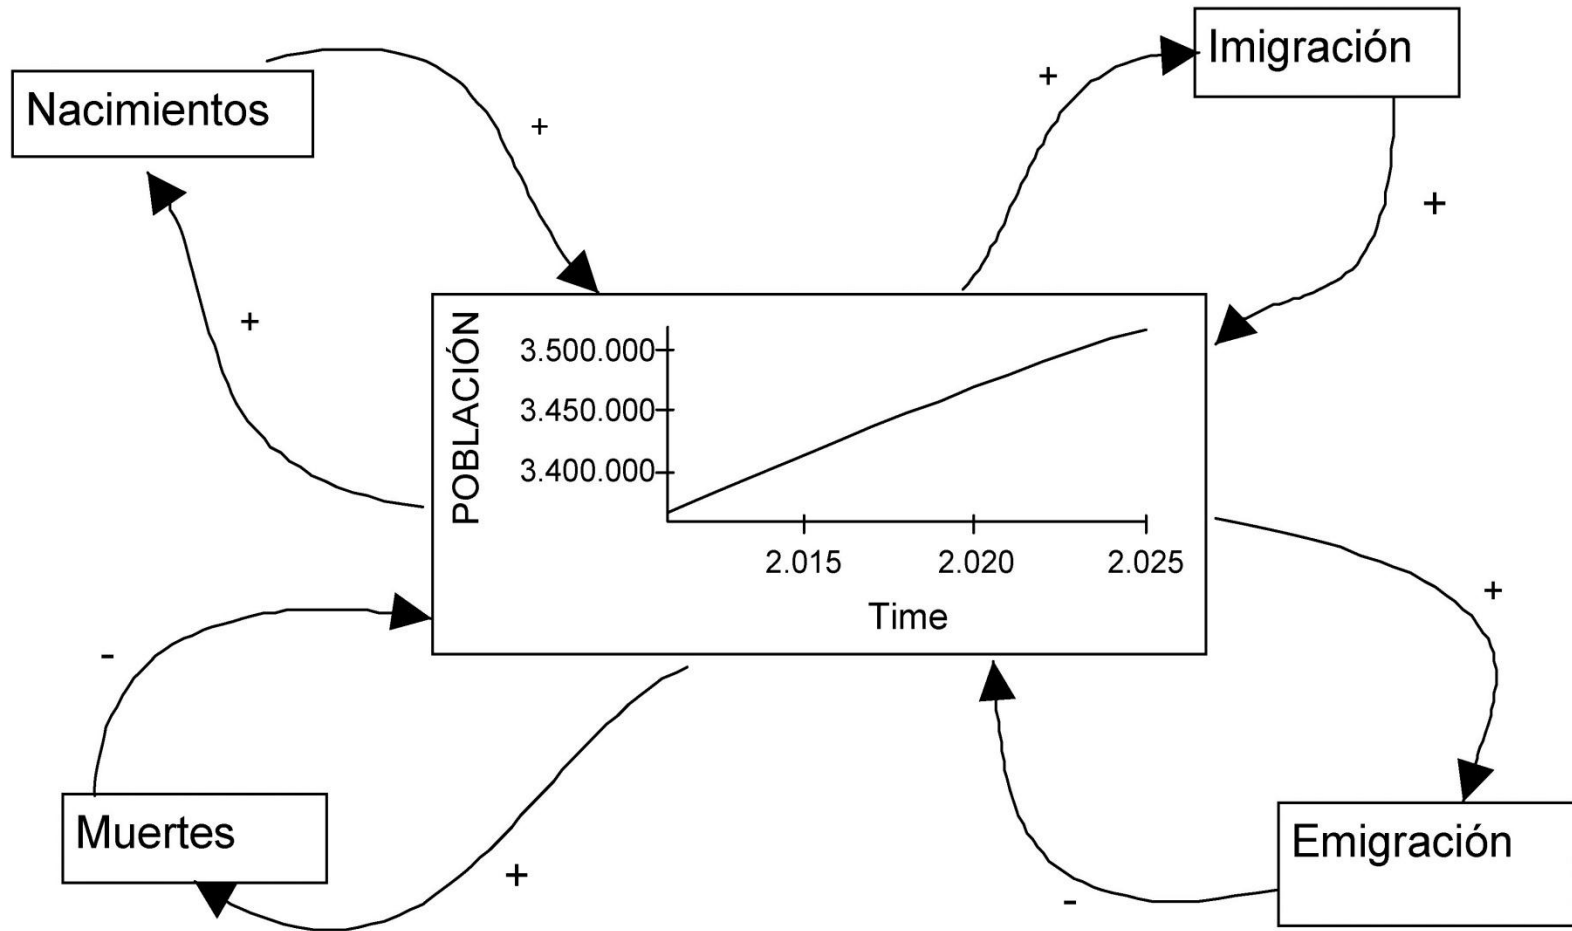 Imigración
Nacimientos
+
+
+
+
POBLACIÓN
3.500.000
3.450.000
3.400.000
2.015
2.020
2.025
Time
+
-
Muertes
+
Emigración
-